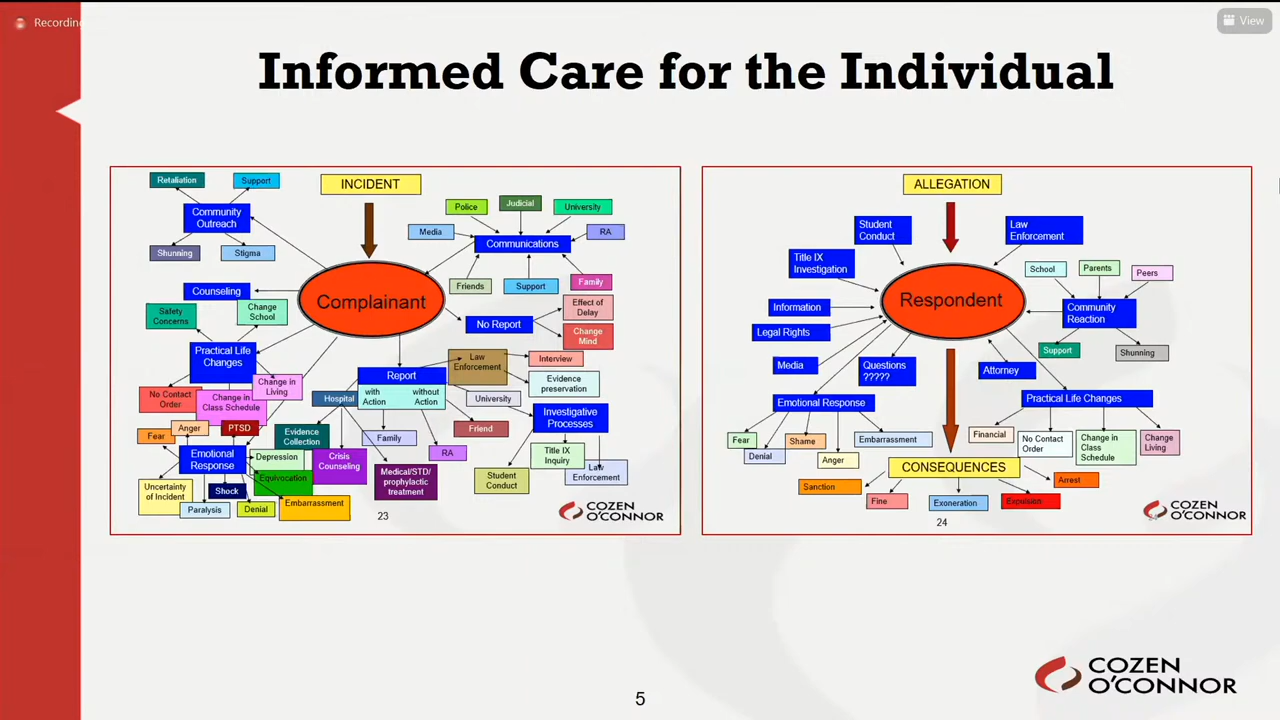 Recording
View
Informed Care for the Individual
INCIDENT
Retaliation
Support
Community
Outreach
Shunning
Stigma
Police
Judicial
University
Media
RA
Communications
Friends
Support
Family
Complainant
Counseling
Safety
Concerns
Change
School
Practical Life
Changes
No Contact
Order
Change in
Class Schedule
Change in
Living
No Report
Effect of
Delay
Change
Mind
Report
with
Action
without
Action
Law
Enforcement
Interview
Evidence
preservation
Hospital
University
Investigative
Processes
Evidence
Collection
Family
Friend
RA
Crisis
Counseling
Medical/STD/
prophylactic
treatment
Title IX
Inquiry
Student
Conduct
Law
Enforcement
Fear
Anger
PTSD
Emotional
Response
Depression
Equivocation
Uncertainty
of Incident
Shock
Paralysis
Denial
Embarrassment
23
COZEN
O'CONNOR
ALLEGATION
Student
Conduct
Law
Enforcement
Title IX
Investigation
School
Parents
Peers
Respondent
Information
Community
Reaction
Legal Rights
Support
Shunning
Media
Questions
?????
Attorney
Emotional Response
Practical Life Changes
Fear
Denial
Shame
Anger
Embarrassment
Financial
No Contact
Order
Change in
Class
Schedule
Change
Living
CONSEQUENCES
Sanction
Fine
Exoneration
Expulsion
Arrest
24
COZEN
O'CONNOR
24
COZEN
O'CONNOR
5